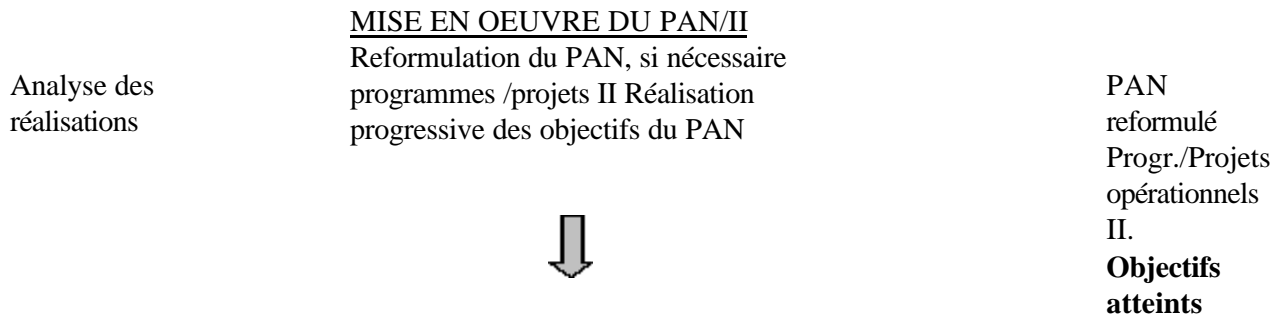 Analyse des
réalisations
MISE EN OEUVRE DU PAN/II
Reformulation du PAN, si nécessaire
programmes /projets II Réalisation
progressive des objectifs du PAN
PAN
reformulé
Progr./Projets
opérationnels
II.
Objectifs
atteints